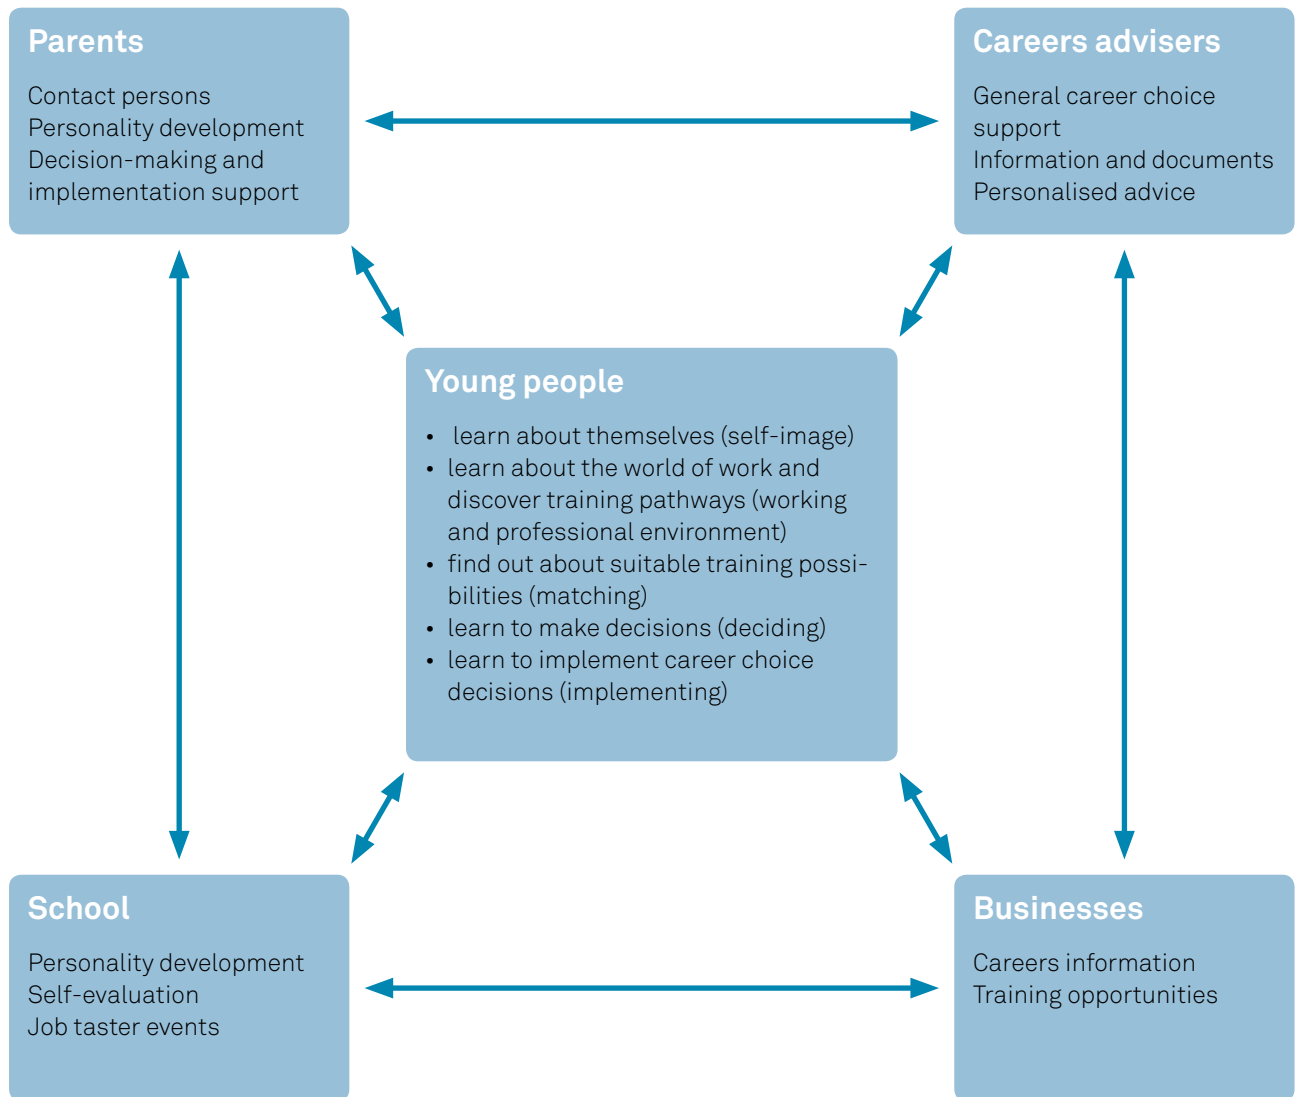 Parents
Contact persons
Personality development
Decision-making and
implementation support
Careers advisers
General career choice
support
Information and documents
Personalised advice
Young people
• learn about themselves (self-image)
• learn about the world of work and
discover training pathways (working
and professional environment)
• find out about suitable training possi-
bilities (matching)
• learn to make decisions (deciding)
• learn to implement career choice
decisions (implementing)
School
Personality development
Self-evaluation
Job taster events
Businesses
Careers information
Training opportunities